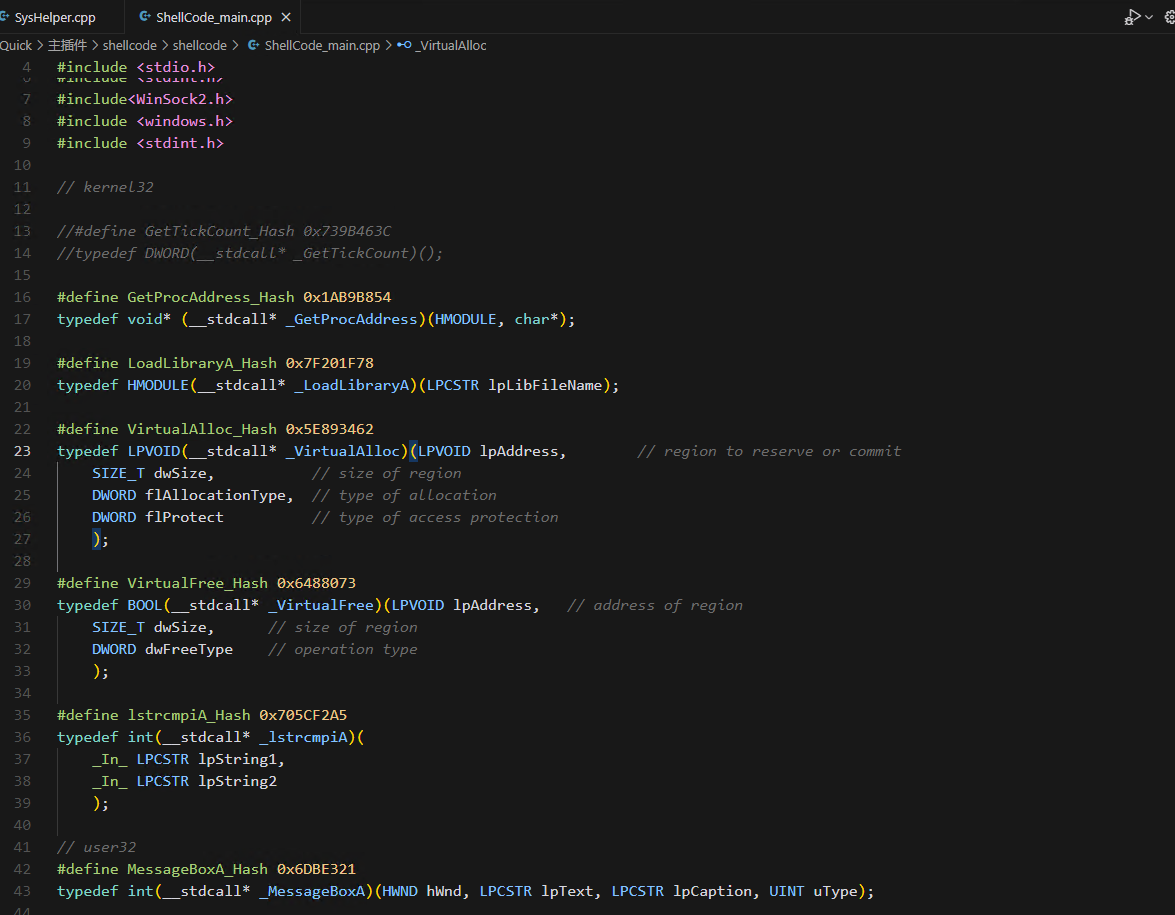 SysHelper.cpp ShellCode_main.cpp
Quick > 主插件 > shellcode > shellcode > ShellCode_main.cpp > _VirtualAlloc
4 #include <stdio.h>
#include <stdint.h>
7 #include<WinSock2.h>
8 #include <windows.h>
9 #include <stdint.h>
10
11 // kernel32
12
13 //#define GetTickCount_Hash 0x739B463C
14 //typedef DWORD(__stdcall* _GetTickCount)();
15
16 #define GetProcAddress_Hash 0x1AB9B854
17 typedef void* (__stdcall* _GetProcAddress)(HMODULE, char*);
18
19 #define LoadLibraryA_Hash 0x7F201F78
20 typedef HMODULE(__stdcall* _LoadLibraryA)(LPCSTR lpLibFileName);
21
22 #define VirtualAlloc_Hash 0x5E893462
23 typedef LPVOID(__stdcall* _VirtualAlloc)(LPVOID lpAddress, // region to reserve or commit
24 SIZE_T dwSize, // size of region
25 DWORD flAllocationType, // type of allocation
26 DWORD flProtect // type of access protection
27 );
28
29 #define VirtualFree_Hash 0x6488073
30 typedef BOOL(__stdcall* _VirtualFree)(LPVOID lpAddress, // address of region
31 SIZE_T dwSize, // size of region
32 DWORD dwFreeType // operation type
33 );
34
35 #define lstrcmpiA_Hash 0x705CF2A5
36 typedef int(__stdcall* _lstrcmpiA)(
37 _In_ LPCSTR lpString1,
38 _In_ LPCSTR lpString2
39 );
40
41 // user32
42 #define MessageBoxA_Hash 0x6DBE321
43 typedef int(__stdcall* _MessageBoxA)(HWND hWnd, LPCSTR lpText, LPCSTR lpCaption, UINT uType);
44